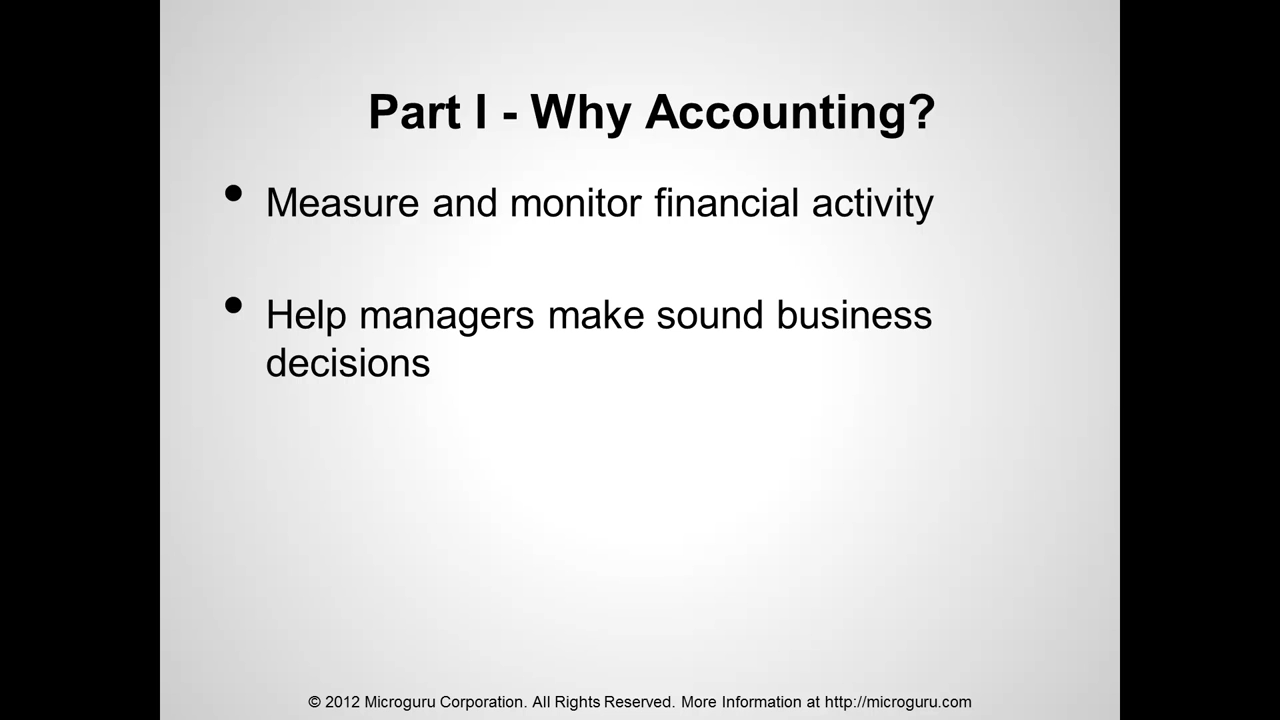 Part I - Why Accounting?
• Measure and monitor financial activity
• Help managers make sound business
decisions
© 2012 Microguru Corporation. All Rights Reserved. More Information at http://microguru.com